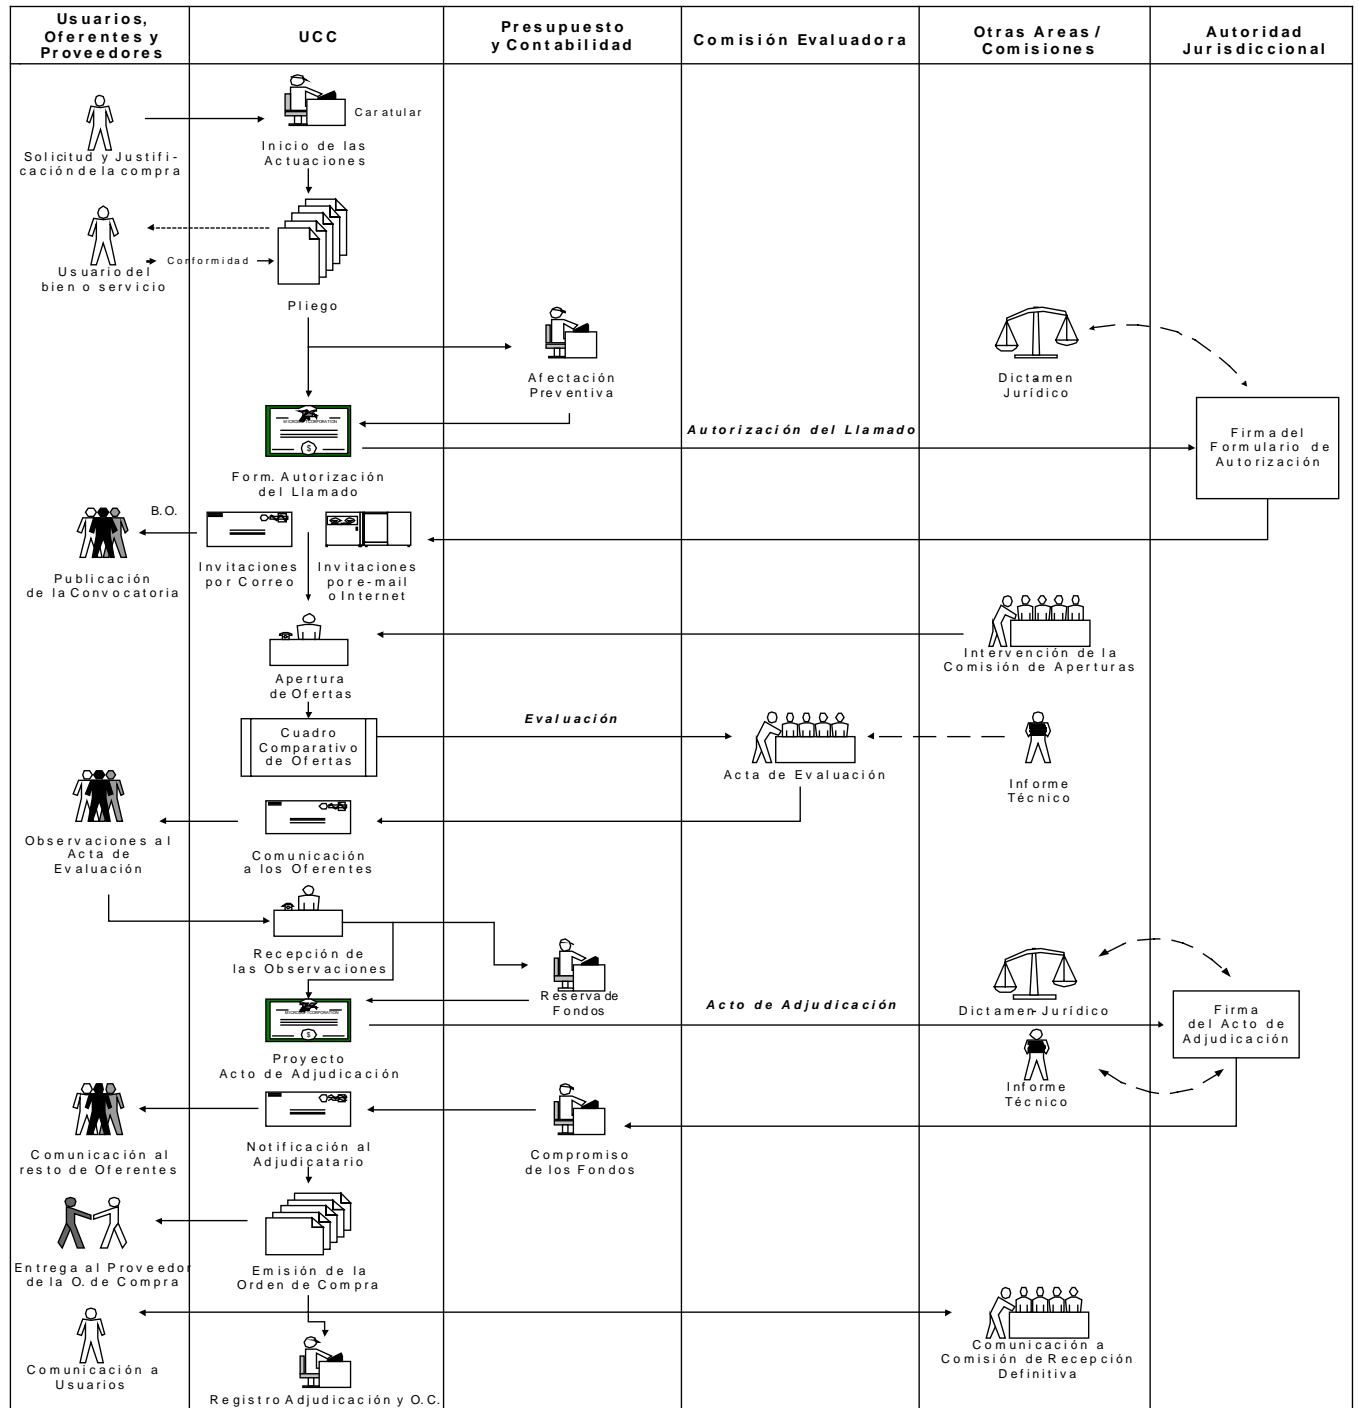 Usuarios,
Oferentes y
Proveedores
UCC
Presupuesto
y Contabilidad
Comisión Evaluadora
Otras Areas /
Comisiones
Autoridad
Jurisdiccional
Caratular
Solicitud y Justifi-
cación de la compra
Inicio de las
Actuaciones
Conformidad
Usuario del
bien o servicio
Pliego
Afectación
Preventiva
Dictamen
Jurídico
Autorización del Llamado
Firma del
Formulario de
Autorización
Form. Autorización
del Llamado
B.O.
Publicación
de la Convocatoria
Invitaciones
por Correo
Invitaciones
por e-mail
o Internet
Intervención de la
Comisión de Aperturas
Apertura
de Ofertas
Evaluación
Cuadro
Comparativo
de Ofertas
Acta de Evaluación
Informe
Técnico
Observaciones al
Acta de
Evaluación
Comunicación
a los Oferentes
Recepción de
las Observaciones
Reserva de
Fondos
Acto de Adjudicación
Dictamen Jurídico
Firma
del Acto de
Adjudicación
Proyecto
Acto de Adjudicación
Informe
Técnico
Comunicación al
resto de Oferentes
Notificación al
Adjudicatario
Compromiso
de los Fondos
Entrega al Proveedor
de la O. de Compra
Emisión de la
Orden de Compra
Comunicación a
Usuarios
Registro Adjudicación y O.C.
Comunicación a
Comisión de Recepción
Definitiva